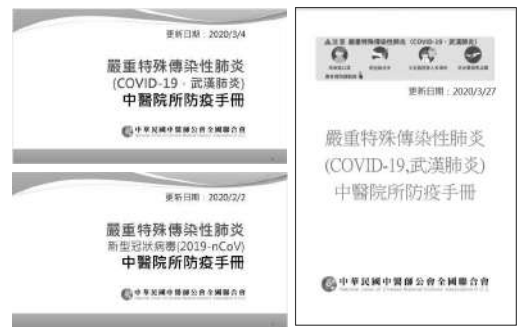 更新日期：2020/3/4
嚴重特殊傳染性肺炎
(COVID-19，武漢肺炎)
中醫院所防疫手冊
中華民國中醫師公會全國聯合會
更新日期：2020/2/2
嚴重特殊傳染性肺炎
新型冠狀病毒(2019-nCoV)
中醫院所防疫手冊
中華民國中醫師公會全國聯合會
嚴重特殊傳染性肺炎 (COVID-19，武漢肺炎)
更新日期：2020/3/27
嚴重特殊傳染性肺炎
(COVID-19,武漢肺炎)
中醫院所防疫手冊
中華民國中醫師公會全國聯合會